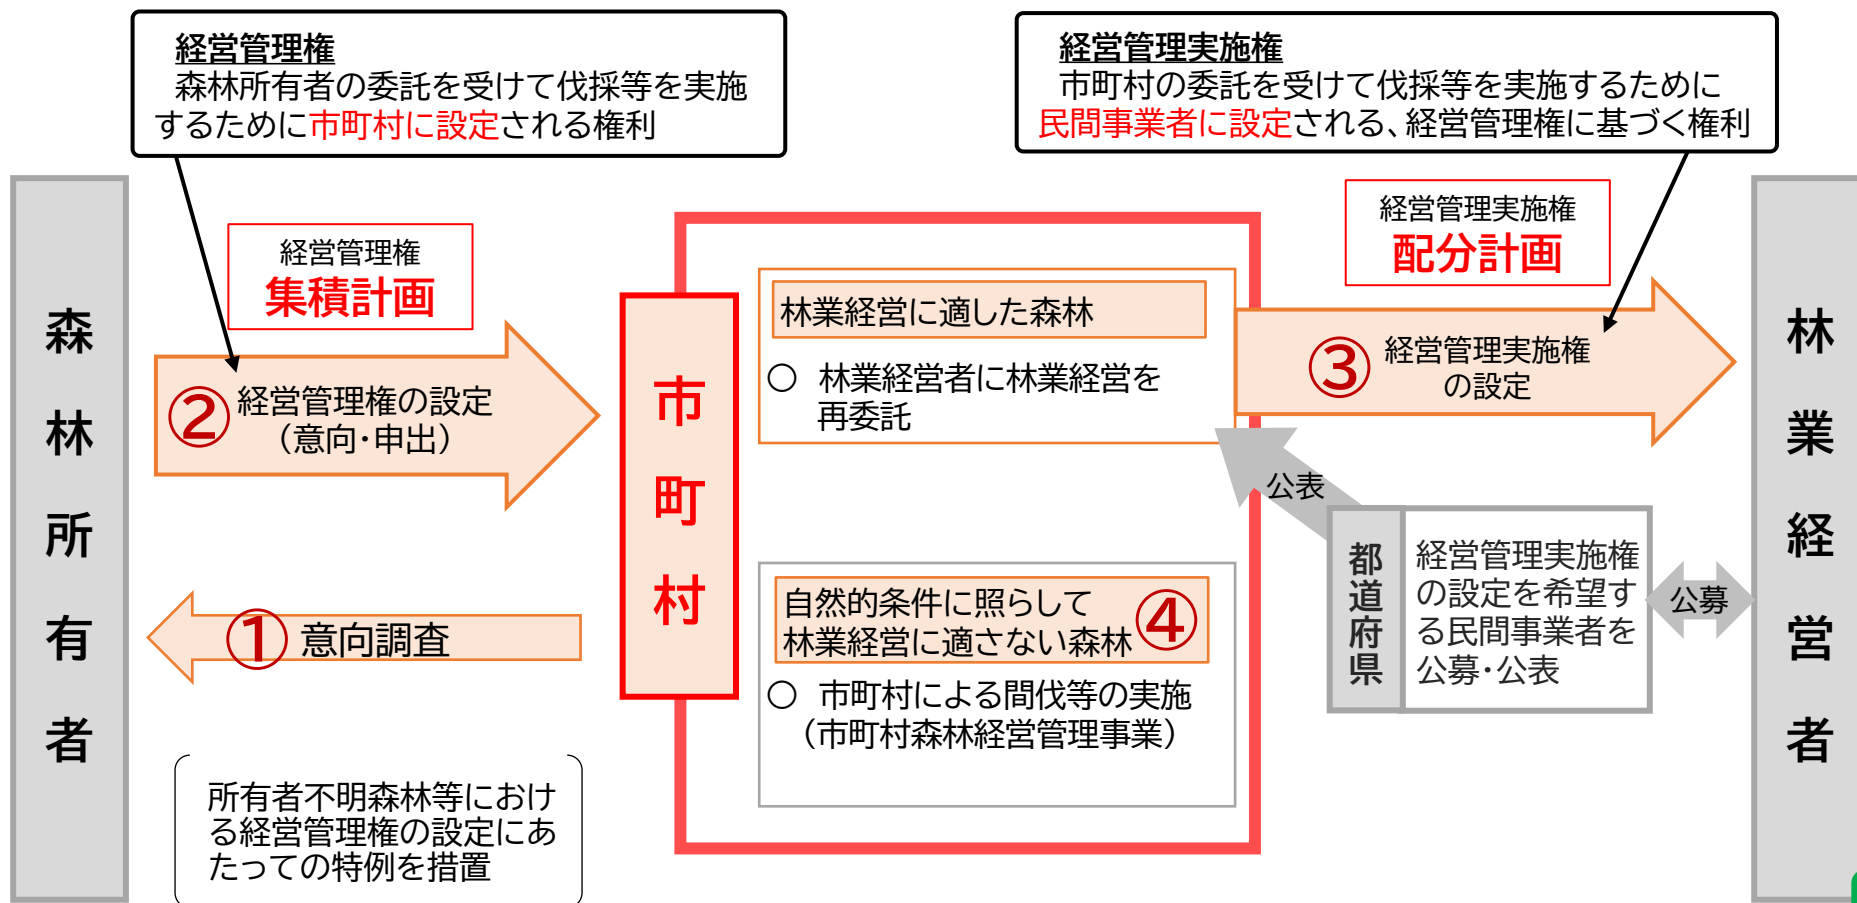 経営管理権
森林所有者の委託を受けて伐採等を実施
するために市町村に設定される権利
経営管理実施権
市町村の委託を受けて伐採等を実施するために
民間事業者に設定される、経営管理権に基づく権利
森林所有者
経営管理権
集積計画
② 経営管理権の設定
（意向・申出）
① 意向調査
所有者不明森林等におけ
る経営管理権の設定にあ
たっての特例を措置
市町村
林業経営に適した森林
○ 林業経営者に林業経営を
再委託
自然的条件に照らして
林業経営に適さない森林 ④
○ 市町村による間伐等の実施
（市町村森林経営管理事業）
経営管理実施権
配分計画
③ 経営管理実施権
の設定
公表
都道府県
経営管理実施権
の設定を希望す
る民間事業者を
公募・公表
公募
林業経営者